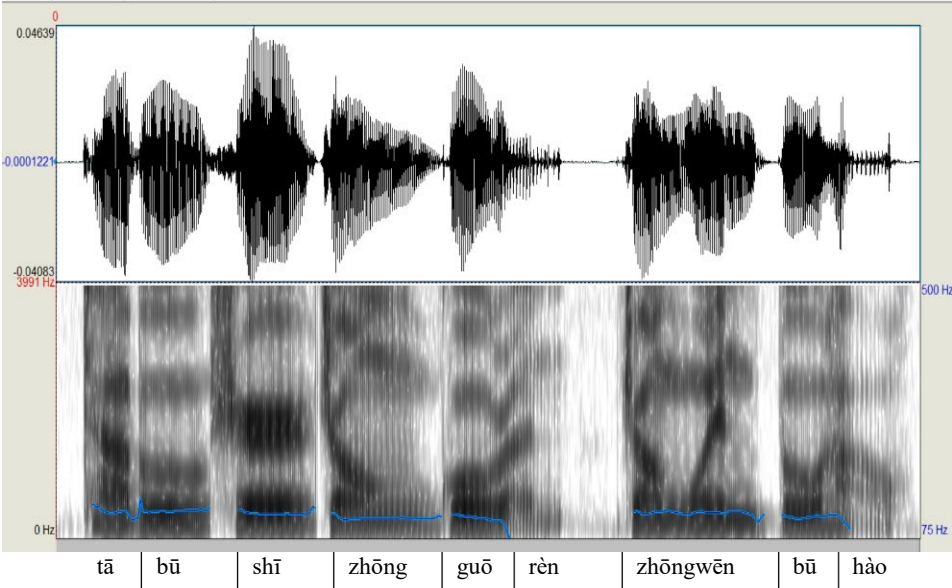 0
0.04639
-0.0001221
-0.04083
3991 Hz
500 Hz
0 Hz
75 Hz
tā bū shī zhōng guō rèn zhōngwēn bū hào